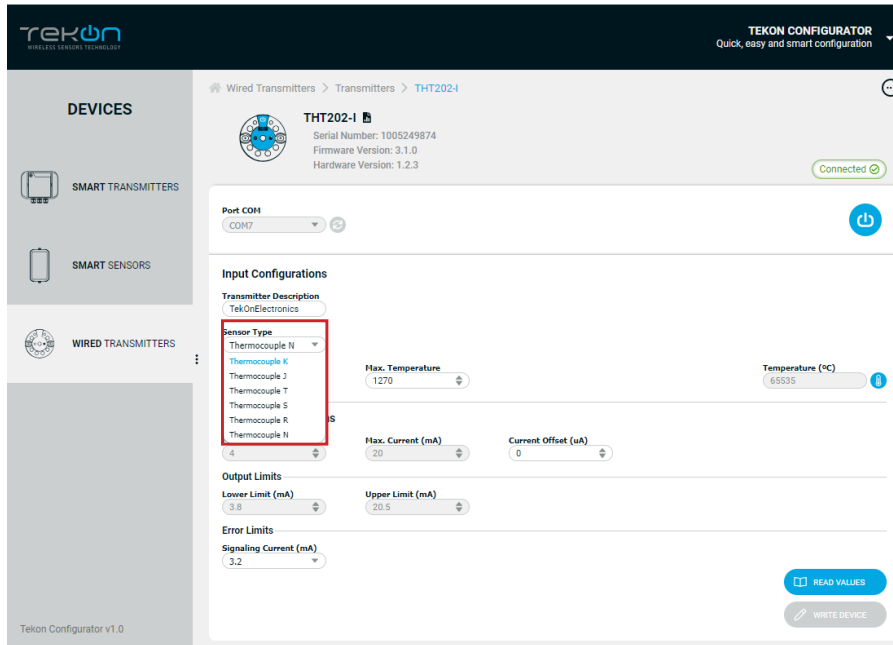 TEKON
WIRELESS SENSORS TECHNOLOGY
TEKON CONFIGURATOR
Quick, easy and smart configuration
DEVICES
SMART TRANSMITTERS
SMART SENSORS
WIRED TRANSMITTERS
Tekon Configurator v1.0
Wired Transmitters > Transmitters > THT202-I
THT202-I
Serial Number: 1005249874
Firmware Version: 3.1.0
Hardware Version: 1.2.3
Connected
Port COM
COM7
Input Configurations
Transmitter Description
TekOnElectronics
Sensor Type
Thermocouple N
Thermocouple K
Thermocouple J
Thermocouple T
Thermocouple S
Thermocouple R
Thermocouple N
Max. Temperature
1270
Temperature (ºC)
65535
Max. Current (mA)
Current Offset (uA)
4
20
0
Output Limits
Lower Limit (mA)
Upper Limit (mA)
3.8
20.5
Error Limits
Signaling Current (mA)
3.2
READ VALUES
WRITE DEVICE